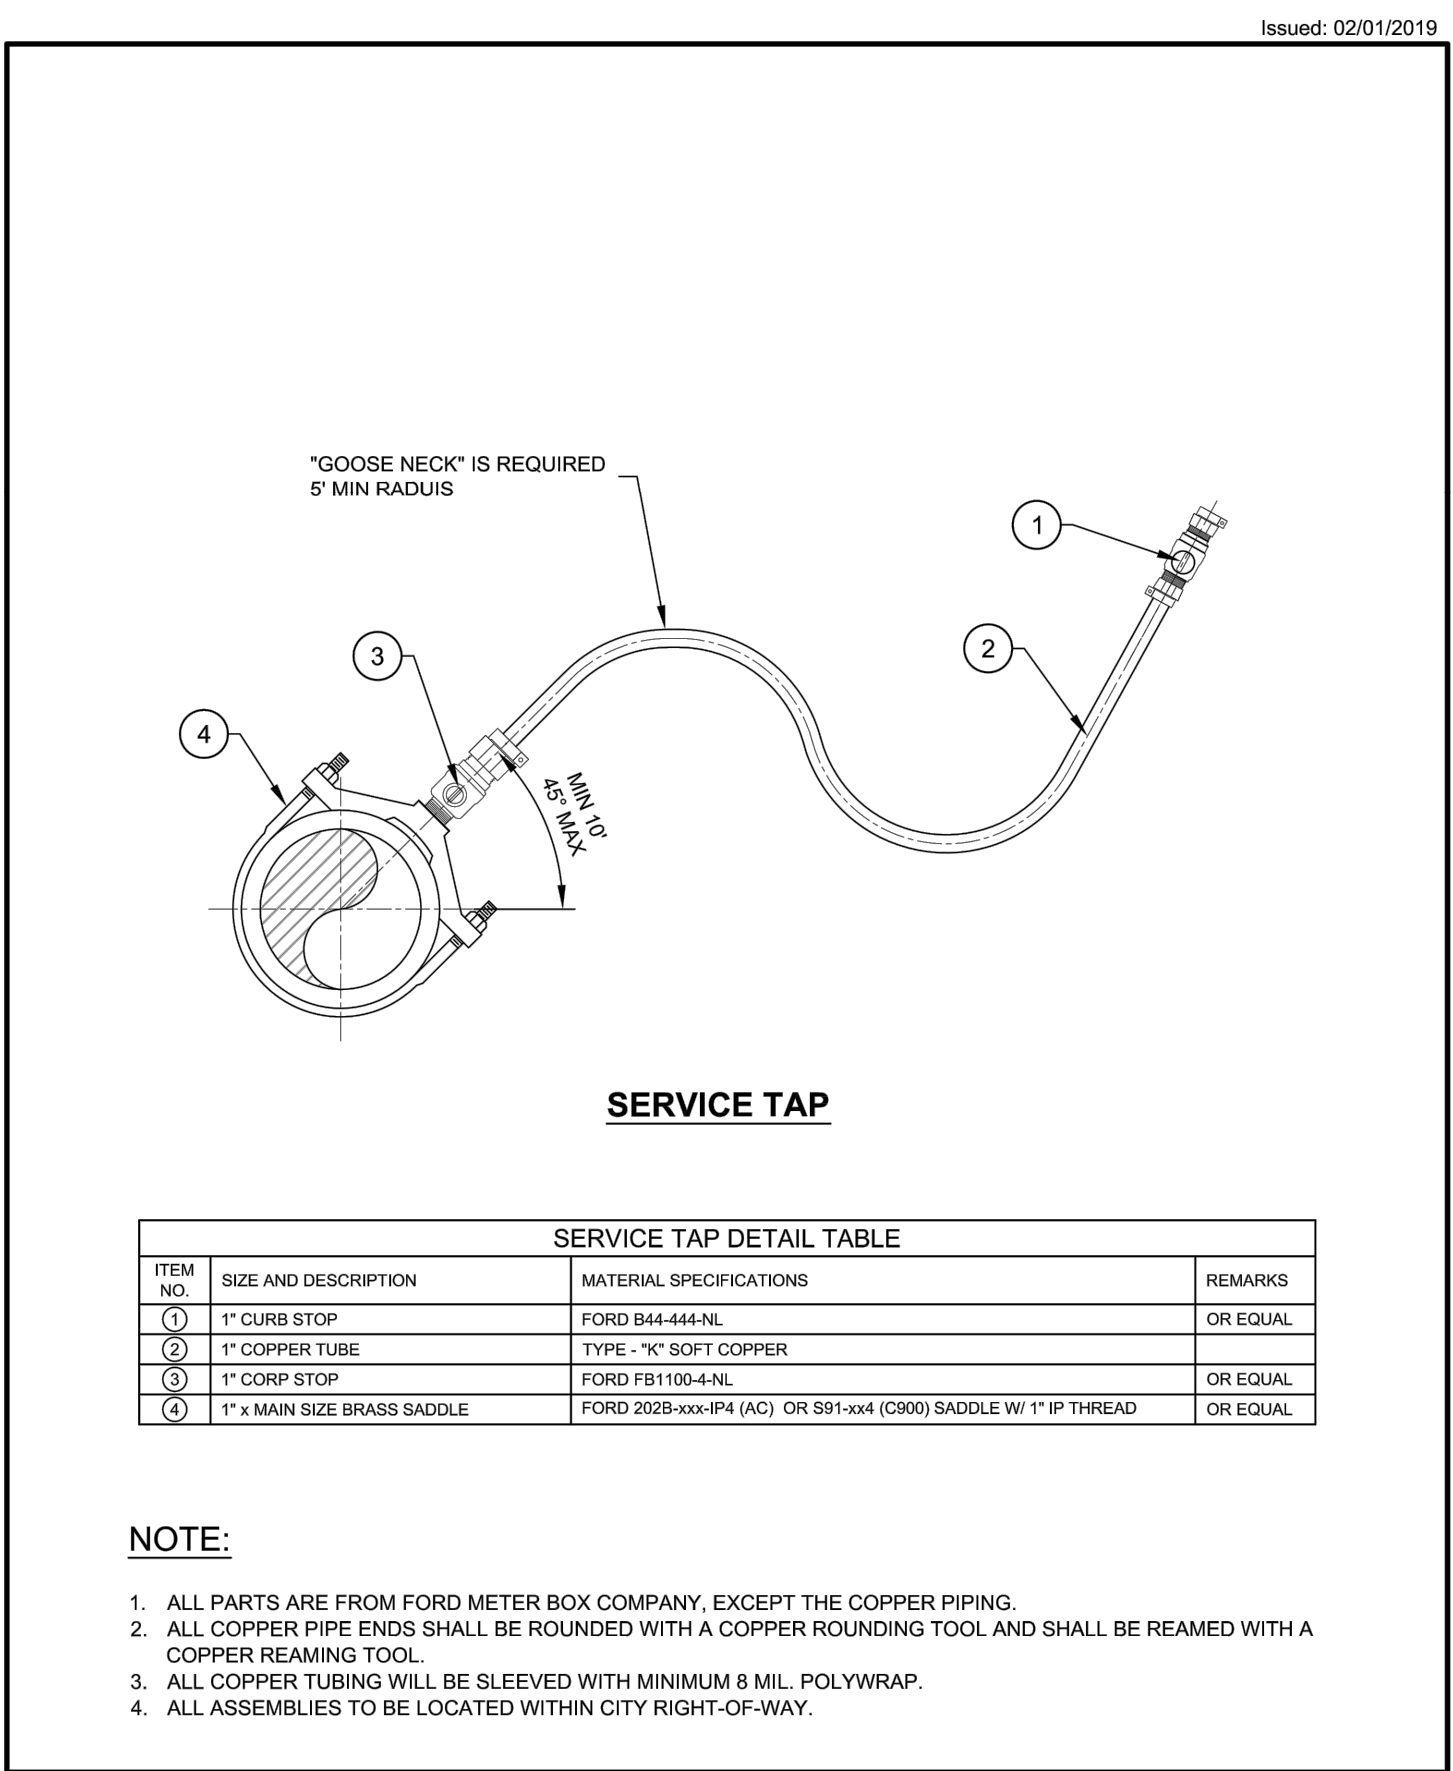 Issued: 02/01/2019
"GOOSE NECK" IS REQUIRED
5' MIN RADUIS
1
2
3
4
MIN 10'
45° MAX
SERVICE TAP
SERVICE TAP DETAIL TABLE
ITEM NO. SIZE AND DESCRIPTION MATERIAL SPECIFICATIONS REMARKS
1 1" CURB STOP FORD B44-444-NL OR EQUAL
2 1" COPPER TUBE TYPE - "K" SOFT COPPER
3 1" CORP STOP FORD FB1100-4-NL OR EQUAL
4 1" x MAIN SIZE BRASS SADDLE FORD 202B-xxx-IP4 (AC) OR S91-xx4 (C900) SADDLE W/ 1" IP THREAD OR EQUAL
NOTE:
1. ALL PARTS ARE FROM FORD METER BOX COMPANY, EXCEPT THE COPPER PIPING.
2. ALL COPPER PIPE ENDS SHALL BE ROUNDED WITH A COPPER ROUNDING TOOL AND SHALL BE REAMED WITH A
COPPER REAMING TOOL.
3. ALL COPPER TUBING WILL BE SLEEVED WITH MINIMUM 8 MIL. POLYWRAP.
4. ALL ASSEMBLIES TO BE LOCATED WITHIN CITY RIGHT-OF-WAY.